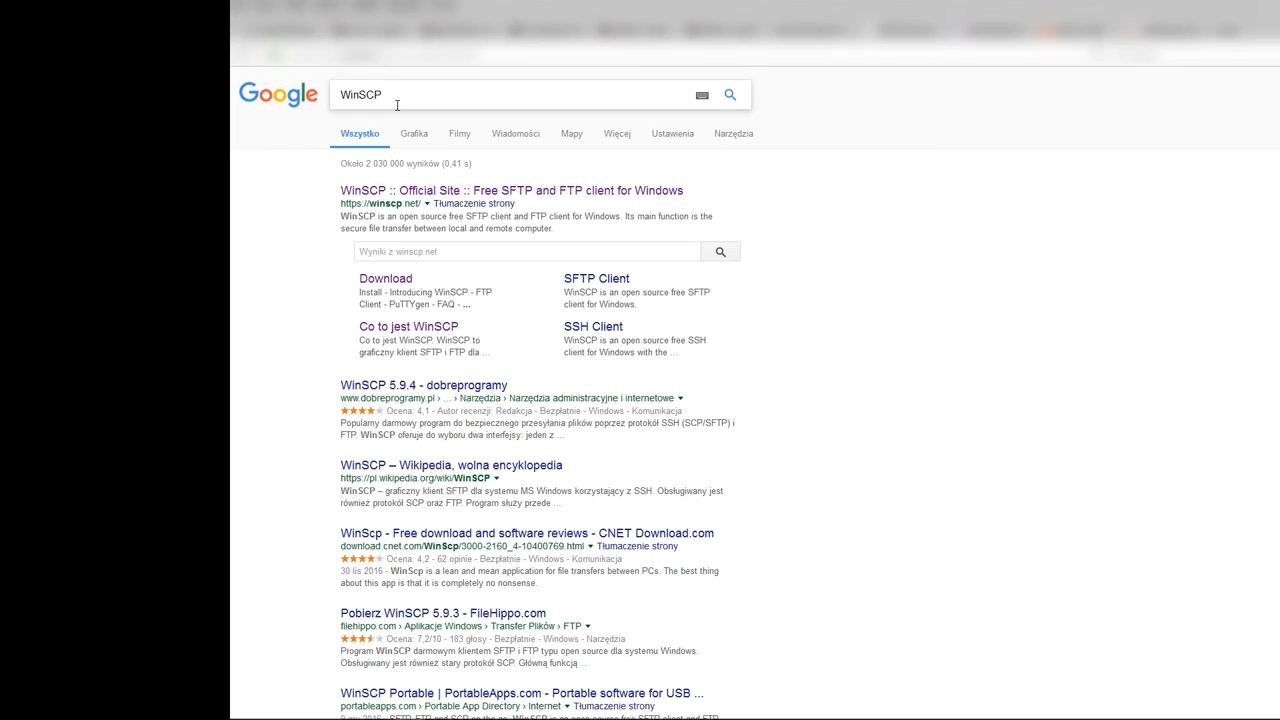 Google
WinSCP
Wszystko Grafika Filmy Wiadomości Mapy Więcej Ustawienia Narzędzia
Około 2 030 000 wyników (0,41 s)
WinSCP :: Official Site :: Free SFTP and FTP client for Windows
https://winscp.net/ Tłumaczenie strony
WinSCP is an open source free SFTP client and FTP client for Windows. Its main function is the
secure file transfer between local and remote computer.
Wyniki z winscp.net
Download
Install - Introducing WinSCP - FTP
Client - PuTTYgen - FAQ - ...
SFTP Client
WinSCP is an open source free SFTP
client for Windows.
Co to jest WinSCP
Co to jest WinSCP. WinSCP to
graficzny klient SFTP i FTP dla ...
SSH Client
WinSCP is an open source free SSH
client for Windows with the ...
WinSCP 5.9.4 - dobreprogramy
www.dobreprogramy.pl › ... › Narzędzia › Narzędzia administracyjne i internetowe
Ocena: 4,1 - Autor recenzji: Redakcja - Bezpłatnie - Windows - Komunikacja
Popularny darmowy program do bezpiecznego przesyłania plików poprzez protokół SSH (SCP/SFTP) i
FTP. WinSCP oferuje do wyboru dwa interfejsy: jeden z ...
WinSCP – Wikipedia, wolna encyklopedia
https://pl.wikipedia.org/wiki/WinSCP
WinSCP – graficzny klient SFTP dla systemu MS Windows korzystający z SSH. Obsługiwany jest
również protokół SCP oraz FTP. Program służy przede ...
WinScp - Free download and software reviews - CNET Download.com
download.cnet.com/WinScp/3000-2160_4-10400769.html Tłumaczenie strony
Ocena: 4,2 - 62 opinie - Bezpłatnie - Windows - Komunikacja
30 lis 2016 - WinScp is a lean and mean application for file transfers between PCs. The best thing
about this app is that it is completely no nonsense.
Pobierz WinSCP 5.9.3 - FileHippo.com
filehippo.com › Aplikacje Windows › Transfer Plików › FTP
Ocena: 7,2/10 - 183 głosy - Bezpłatnie - Windows - Narzędzia
Program WinSCP darmowym klientem SFTP i FTP typu open source dla systemu Windows.
Obsługiwany jest również stary protokół SCP. Główną funkcją ...
WinSCP Portable | PortableApps.com - Portable software for USB ...
portableapps.com › Portable App Directory › Internet Tłumaczenie strony